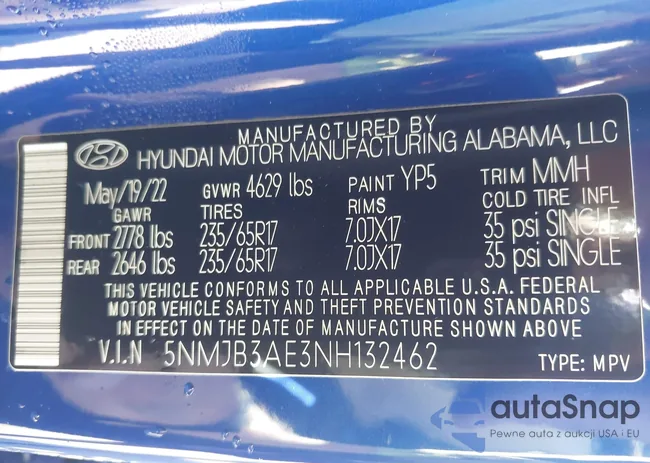 MANUFACTURED BY
HYUNDAI MOTOR MANUFACTURING ALABAMA, LLC
May/19/22 GVWR 4629 lbs PAINT YP5 TRIM MMH
GAWR TIRES RIMS COLD TIRE INFL
FRONT 2778 lbs 235/65R17 7.0JX17 35 psi SINGLE
REAR 2646 lbs 235/65R17 7.0JX17 35 psi SINGLE
THIS VEHICLE CONFORMS TO ALL APPLICABLE U.S.A. FEDERAL
MOTOR VEHICLE SAFETY AND THEFT PREVENTION STANDARDS
IN EFFECT ON THE DATE OF MANUFACTURE SHOWN ABOVE
V.I.N 5NMJB3AE3NH132462 TYPE: MPV
autaSnap
Pewne auta z aukcji USA i EU